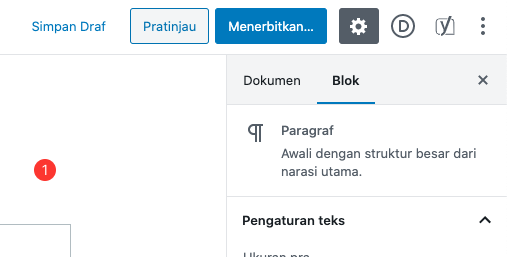 Simpan Draf Pratinjau Menerbitkan...
Dokumen Blok
Paragraf
Awali dengan struktur besar dari
narasi utama.
1
Pengaturan teks